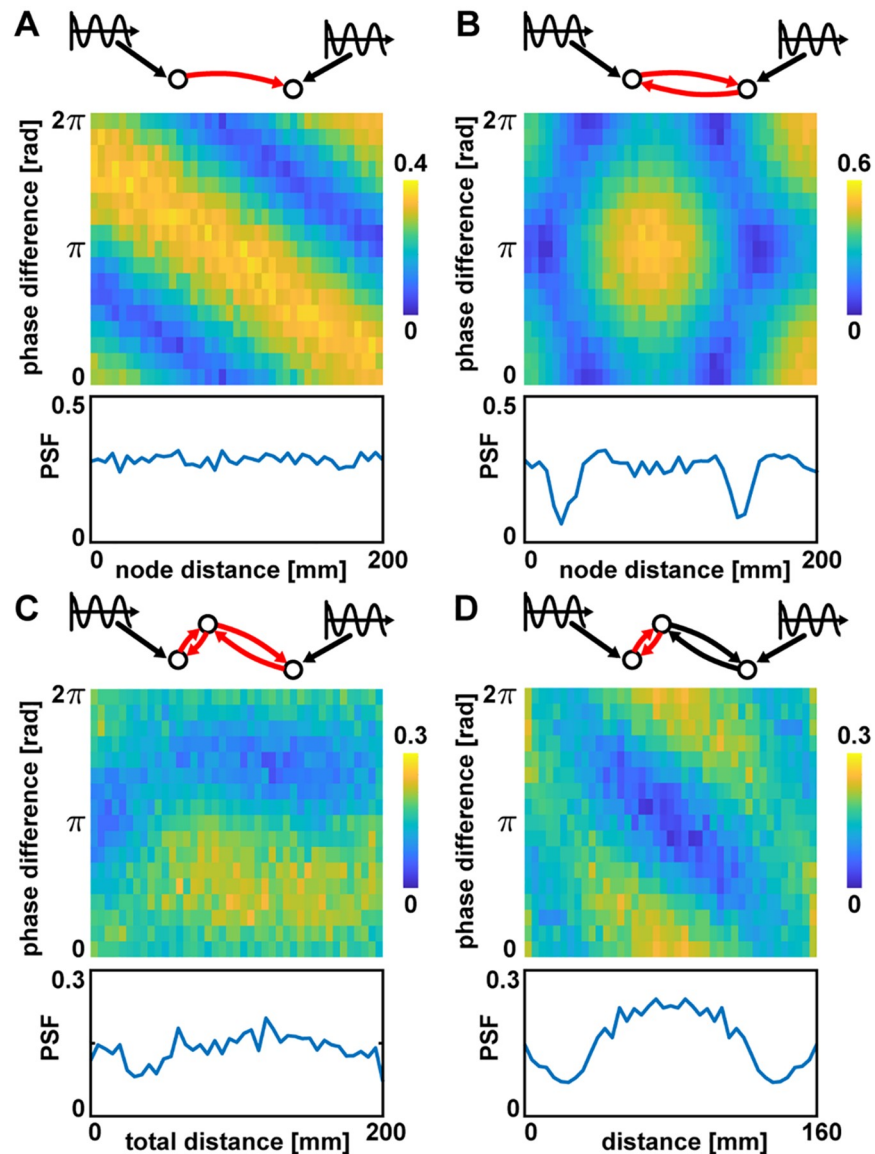 A
B
2π
phase difference [rad]
π
0
0.4
0
2π
phase difference [rad]
π
0
0.6
0
0.5
PSF
0
0
200
node distance [mm]
0.5
PSF
0
0
200
node distance [mm]
C
D
2π
phase difference [rad]
π
0
0.3
0
2π
phase difference [rad]
π
0
0.3
0
0.3
PSF
0
0
200
total distance [mm]
0.3
PSF
0
0
160
distance [mm]